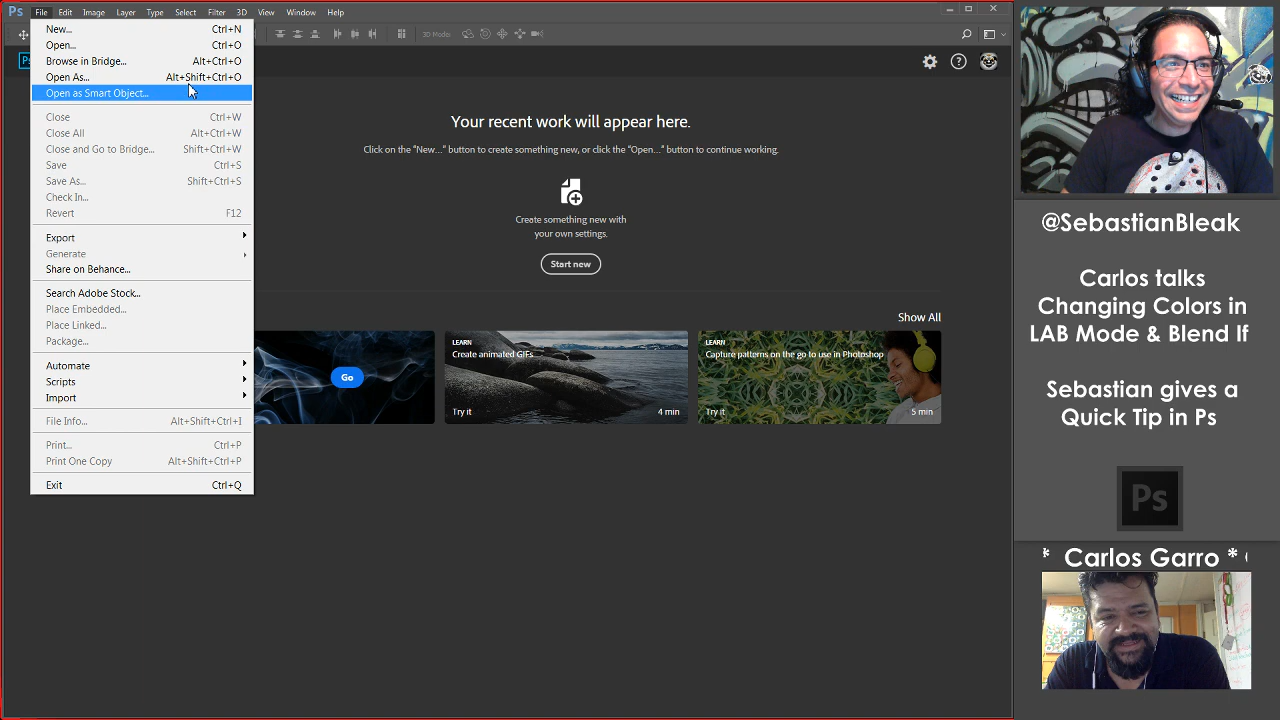 Ps File Edit Image Layer Type Select Filter 3D View Window Help
3D Mode:
Ps
New... Ctrl+N
Open... Ctrl+O
Browse in Bridge... Alt+Ctrl+O
Open As... Alt+Shift+Ctrl+O
Open as Smart Object...
Close Ctrl+W
Close All Alt+Ctrl+W
Close and Go to Bridge... Shift+Ctrl+W
Save Ctrl+S
Save As... Shift+Ctrl+S
Check In...
Revert F12
Export
Generate
Share on Behance...
Search Adobe Stock...
Place Embedded...
Place Linked...
Package...
Automate
Scripts
Import
File Info... Alt+Shift+Ctrl+I
Print... Ctrl+P
Print One Copy Alt+Shift+Ctrl+P
Exit Ctrl+Q
Your recent work will appear here.
Click on the “New...” button to create something new, or click the “Open...” button to continue working.
Create something new with
your own settings.
Start new
Show All
Go
LEARN
Create animated GIFs
Try it 4 min
LEARN
Capture patterns on the go to use in Photoshop
Try it 5 min
@SebastianBleak
Carlos talks
Changing Colors in
LAB Mode & Blend If
Sebastian gives a
Quick Tip in Ps
Ps
* Carlos Garro *